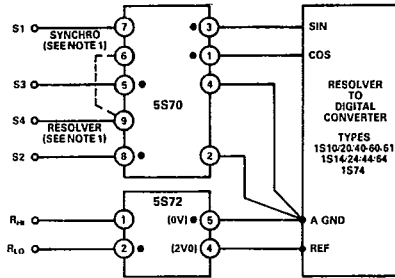 S1
7
SYNCHRO
(SEE NOTE 1)
6
S3
5
S4
9
RESOLVER
(SEE NOTE 1)
S2
8
5S70
3
SIN
1
COS
4
2
RESOLVER
TO
DIGITAL
CONVERTER
TYPES
1S10/20/40-60-61
1S14/24/44/64
1S74
5S72
RHI
1
(0V)
5
A GND
RLO
2
(2V0)
4
REF